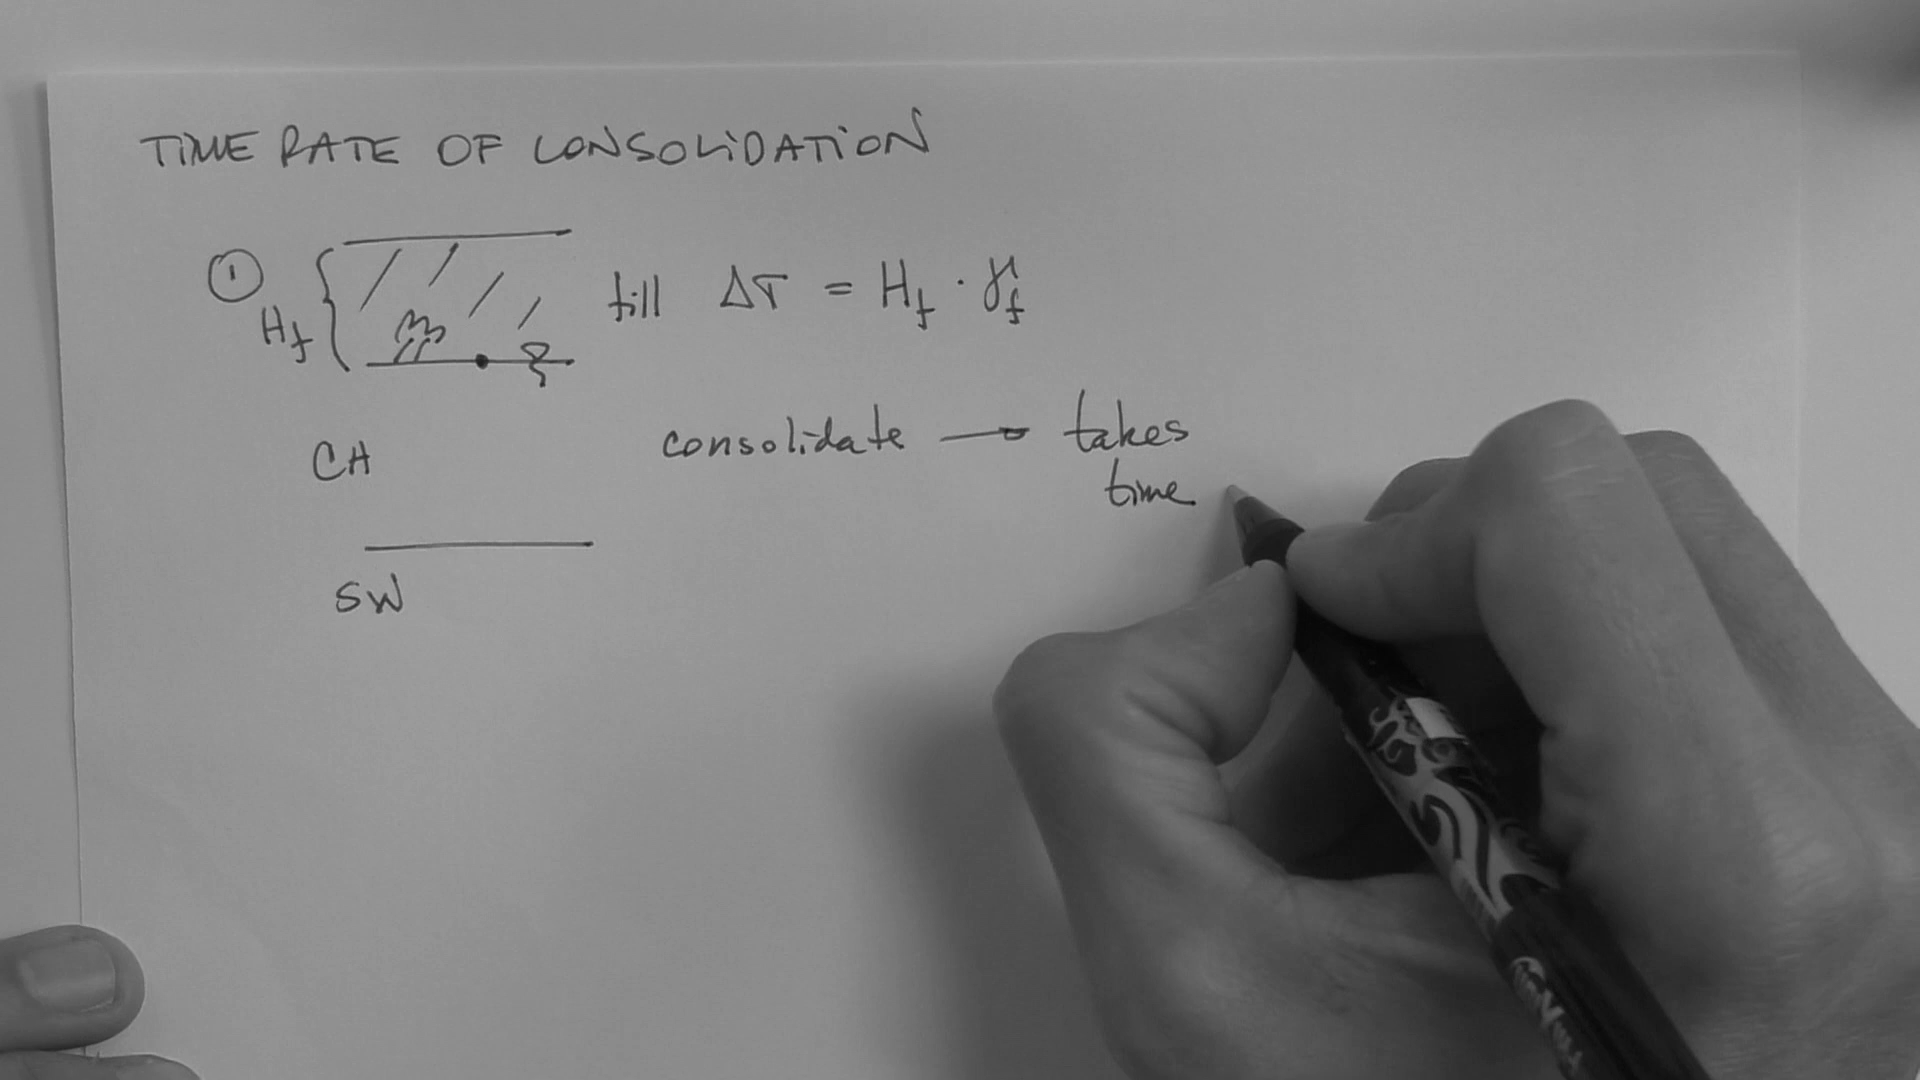 TIME RATE OF CONSOLIDATION
①
Hf
fill Δσ = Hf · γf
CH
consolidate → takes
time
SW